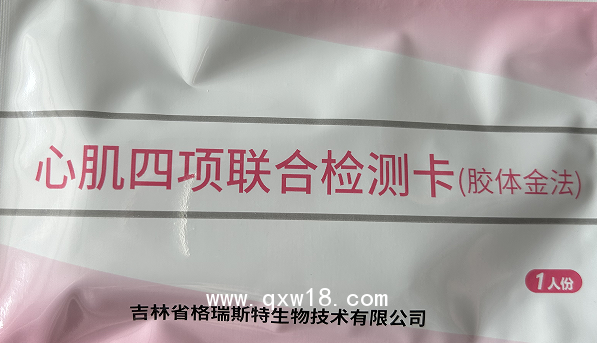 心肌四项联合检测卡(胶体金法)
1人份
www.qxw18.com
吉林省格瑞斯特生物技术有限公司